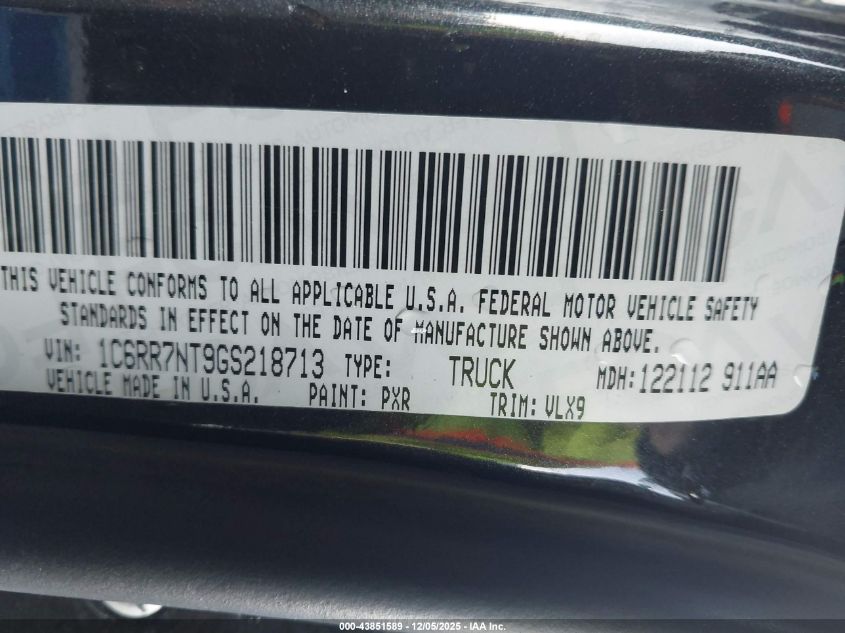 THIS VEHICLE CONFORMS TO ALL APPLICABLE U.S.A. FEDERAL MOTOR VEHICLE SAFETY
STANDARDS IN EFFECT ON THE DATE OF MANUFACTURE SHOWN ABOVE.
VIN: 1C6RR7NT9GS218713 TYPE: TRUCK MDH:122112 911AA
VEHICLE MADE IN U.S.A. PAINT: PXR TRIM: VLX9
000-43851589 - 12/05/2025 - IAA Inc.